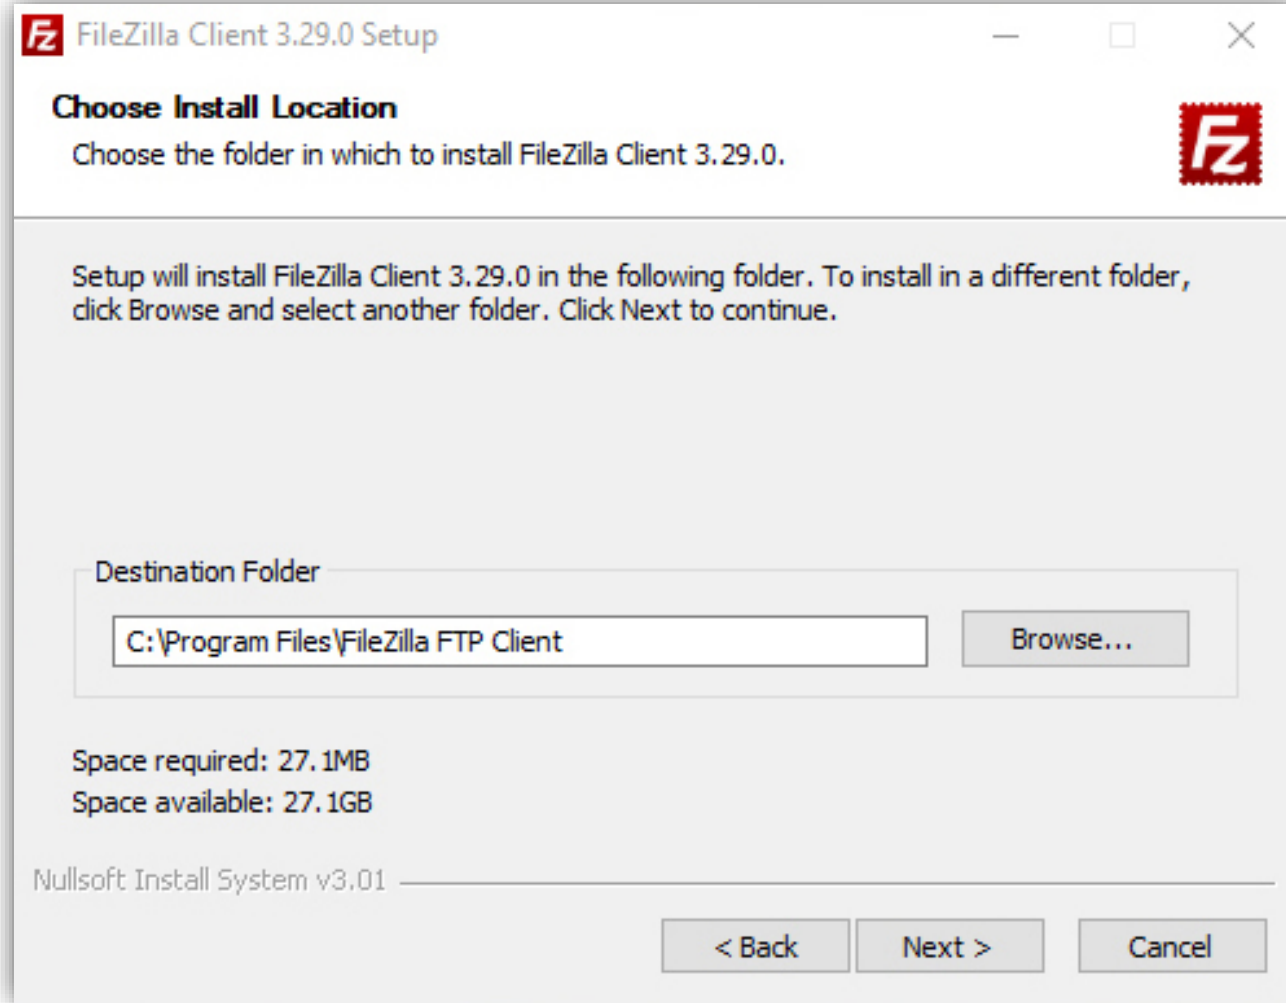 FileZilla Client 3.29.0 Setup
Choose Install Location
Choose the folder in which to install FileZilla Client 3.29.0.
Fz
Setup will install FileZilla Client 3.29.0 in the following folder. To install in a different folder,
click Browse and select another folder. Click Next to continue.
Destination Folder
C:\Program Files\FileZilla FTP Client
Browse...
Space required: 27.1MB
Space available: 27.1GB
Nullsoft Install System v3.01
< Back
Next >
Cancel